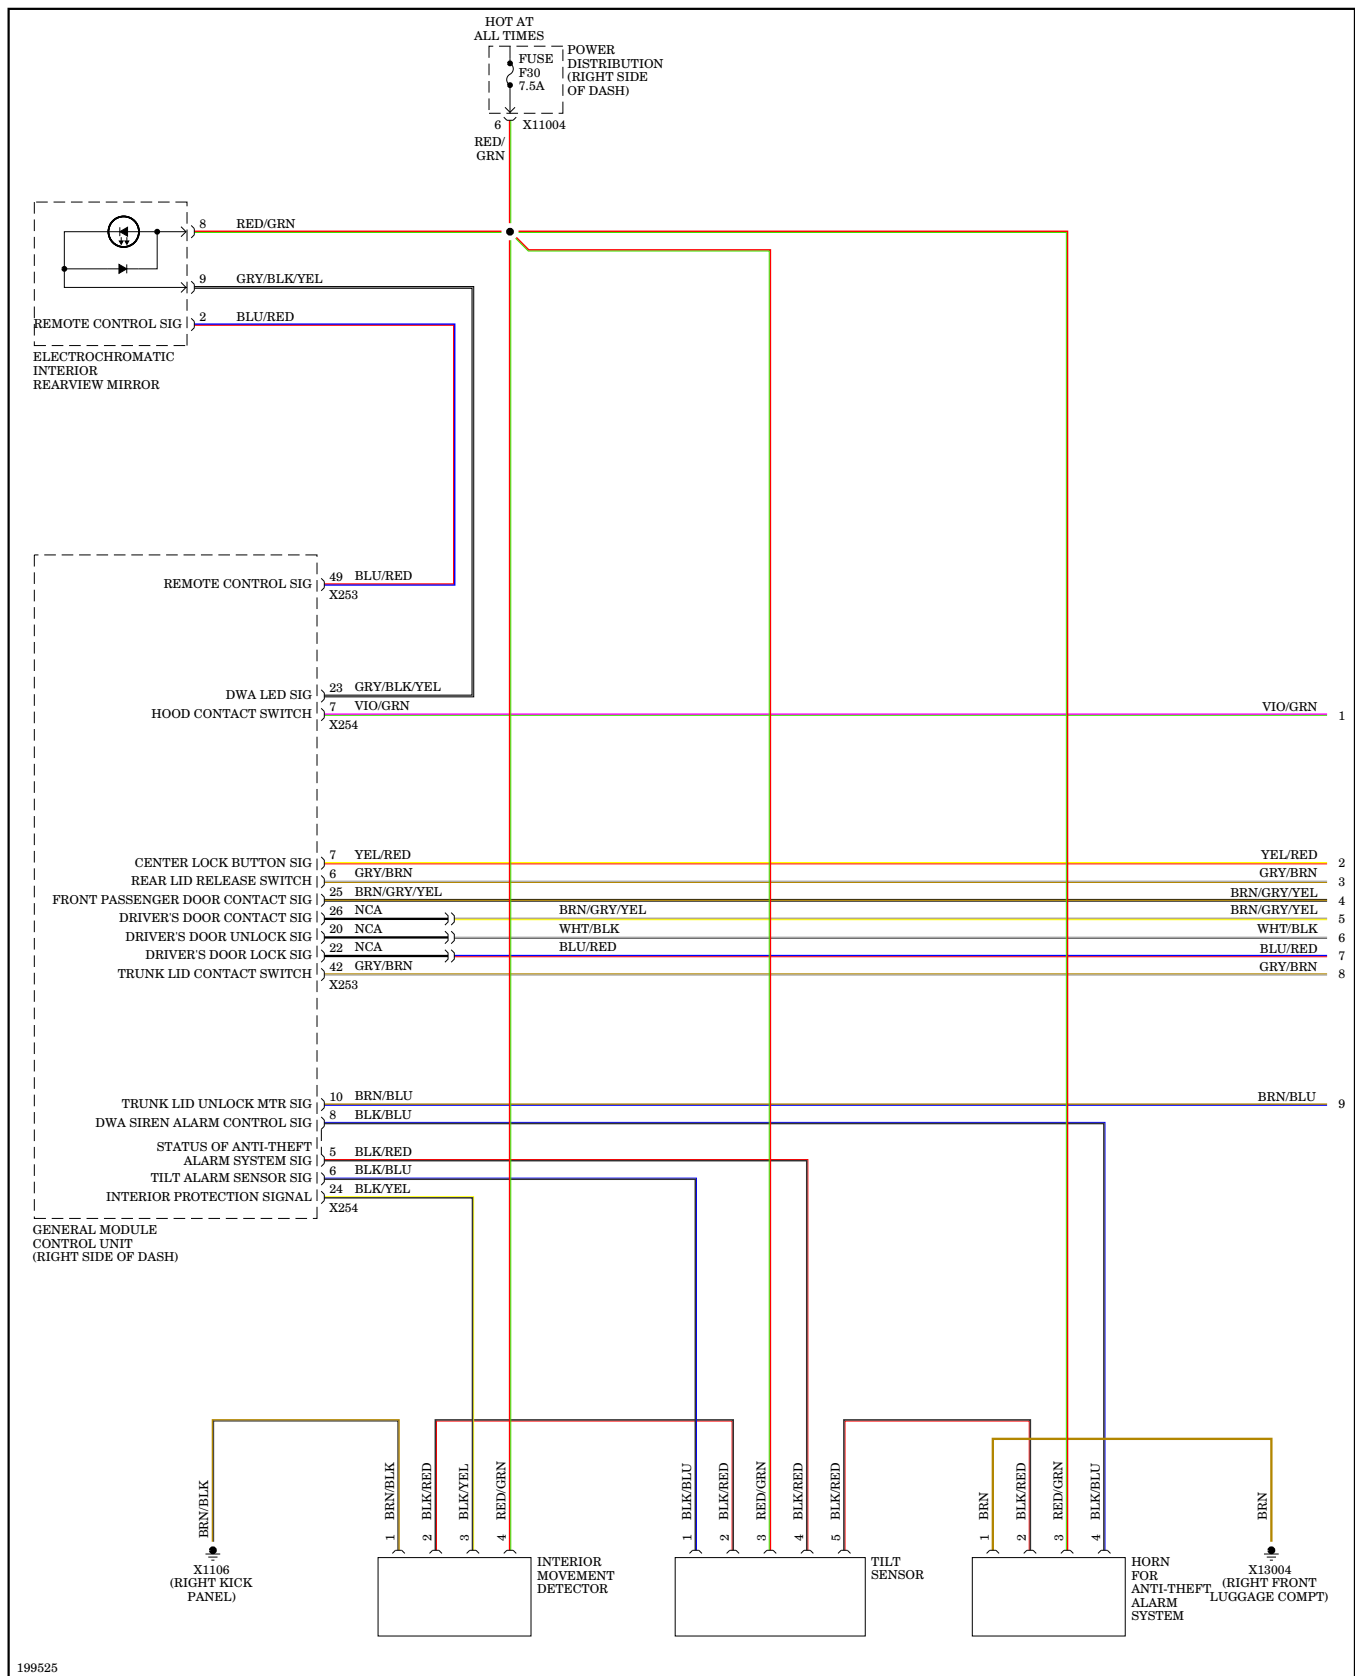 HOT AT
ALL TIMES
FUSE
F30
7.5A
POWER
DISTRIBUTION
(RIGHT SIDE
OF DASH)
6 X11004
RED/
GRN
8 RED/GRN
9 GRY/BLK/YEL
REMOTE CONTROL SIG 2 BLU/RED
ELECTROCHROMATIC
INTERIOR
REARVIEW MIRROR
REMOTE CONTROL SIG 49 BLU/RED
X253
DWA LED SIG 23 GRY/BLK/YEL
HOOD CONTACT SWITCH 7 VIO/GRN VIO/GRN 1
X254
CENTER LOCK BUTTON SIG 7 YEL/RED YEL/RED 2
REAR LID RELEASE SWITCH 6 GRY/BRN GRY/BRN 3
FRONT PASSENGER DOOR CONTACT SIG 25 BRN/GRY/YEL BRN/GRY/YEL 4
DRIVER'S DOOR CONTACT SIG 26 NCA BRN/GRY/YEL BRN/GRY/YEL 5
DRIVER'S DOOR UNLOCK SIG 20 NCA WHT/BLK WHT/BLK 6
DRIVER'S DOOR LOCK SIG 22 NCA BLU/RED BLU/RED 7
TRUNK LID CONTACT SWITCH 42 GRY/BRN GRY/BRN 8
X253
TRUNK LID UNLOCK MTR SIG 10 BRN/BLU BRN/BLU 9
DWA SIREN ALARM CONTROL SIG 8 BLK/BLU
STATUS OF ANTI-THEFT
ALARM SYSTEM SIG 5 BLK/RED
TILT ALARM SENSOR SIG 6 BLK/BLU
INTERIOR PROTECTION SIGNAL 24 BLK/YEL
X254
GENERAL MODULE
CONTROL UNIT
(RIGHT SIDE OF DASH)
BRN/BLK
X1106
(RIGHT KICK
PANEL)
1 BRN/BLK
2 BLK/RED
3 BLK/YEL
4 RED/GRN
INTERIOR
MOVEMENT
DETECTOR
1 BLK/BLU
2 BLK/RED
3 RED/GRN
4 BLK/RED
5 BLK/RED
TILT
SENSOR
1 BRN
2 BLK/RED
3 RED/GRN
4 BLK/BLU
HORN
FOR
ANTI-THEFT
ALARM
SYSTEM
BRN
X13004
(RIGHT FRONT
LUGGAGE COMPT)
199525